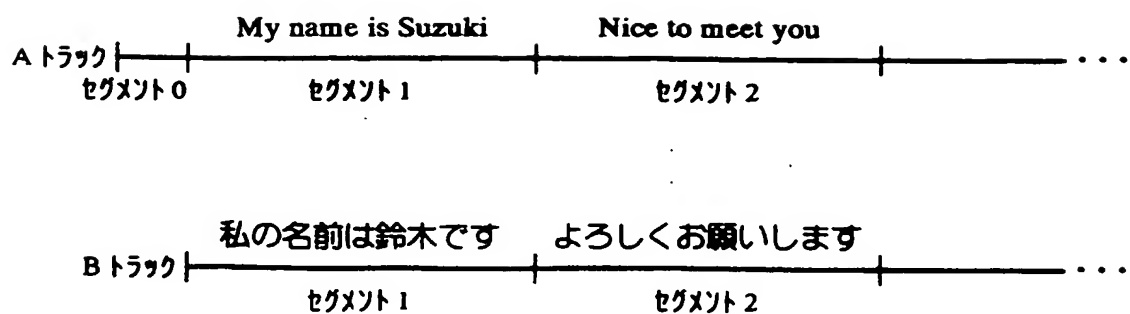 My name is Suzuki Nice to meet you
A トラック
セグメント 0 セグメント 1 セグメント 2
私の名前は鈴木です よろしくお願いします
B トラック
セグメント 1 セグメント 2